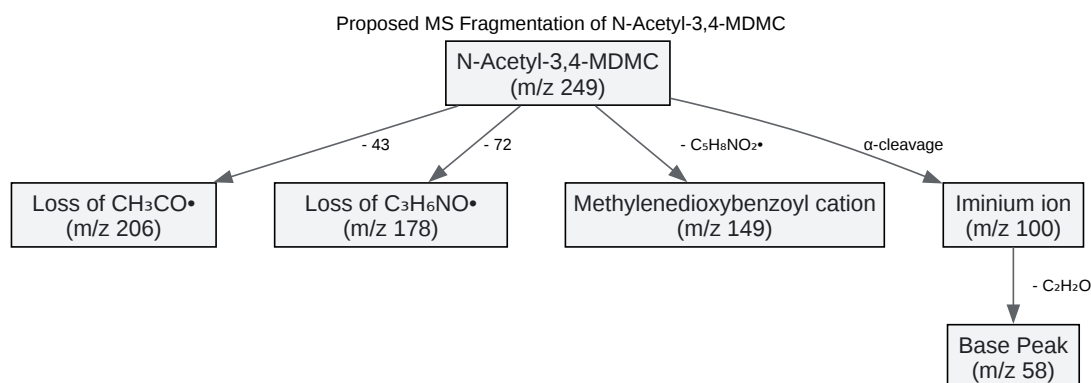 Proposed MS Fragmentation of N-Acetyl-3,4-MDMC
N-Acetyl-3,4-MDMC
(m/z 249)
- 43
- 72
- C₅H₈NO₂•
α-cleavage
Loss of CH₃CO•
(m/z 206)
Loss of C₃H₆NO•
(m/z 178)
Methylenedioxybenzoyl cation
(m/z 149)
Iminium ion
(m/z 100)
- C₂H₂O
Base Peak
(m/z 58)